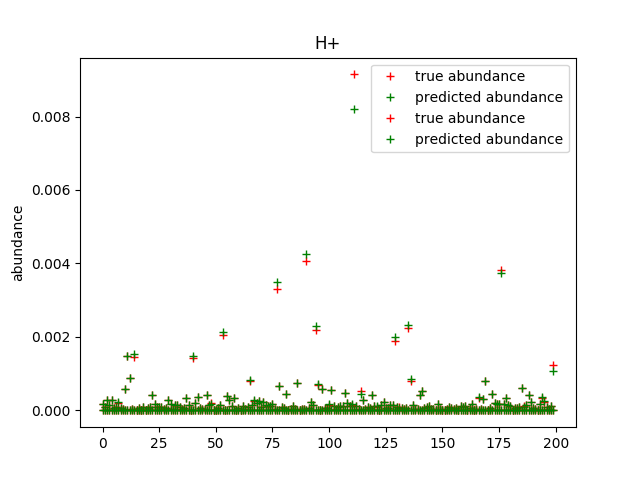 H+
true abundance
predicted abundance
true abundance
predicted abundance
abundance
0.008
0.006
0.004
0.002
0.000
0 25 50 75 100 125 150 175 200